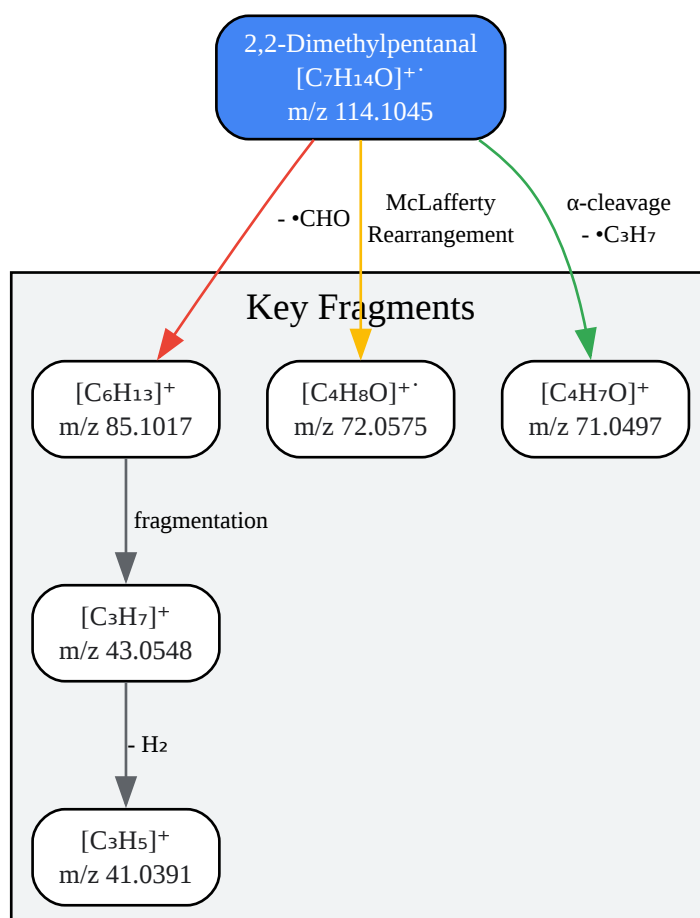 2,2-Dimethylpentanal
[C₇H₁₄O]⁺˙
m/z 114.1045
- •CHO
McLafferty
Rearrangement
α-cleavage
- •C₃H₇
Key Fragments
[C₆H₁₃]⁺
m/z 85.1017
[C₄H₈O]⁺˙
m/z 72.0575
[C₄H₇O]⁺
m/z 71.0497
fragmentation
[C₃H₇]⁺
m/z 43.0548
- H₂
[C₃H₅]⁺
m/z 41.0391